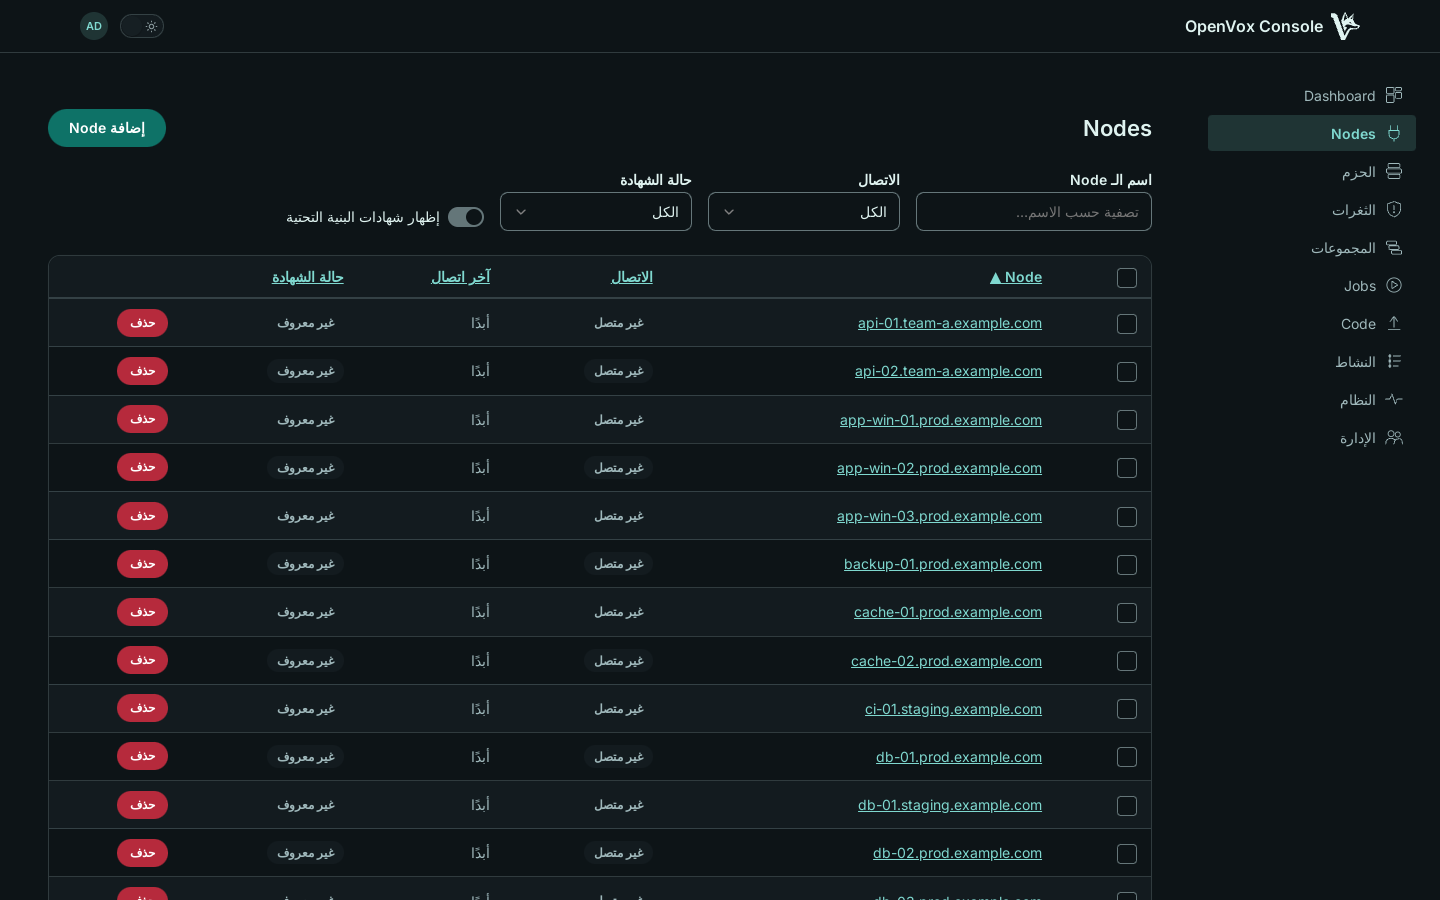 OpenVox Console
AD
Dashboard
Nodes
الحزم
الثغرات
المجموعات
Jobs
Code
النشاط
النظام
الإدارة
Nodes
إضافة Node
اسم الـ Node
الاتصال
حالة الشهادة
تصفية حسب الاسم...
الكل
الكل
إظهار شهادات البنية التحتية
Node ▲ الاتصال آخر اتصال حالة الشهادة
api-01.team-a.example.com غير متصل أبدًا غير معروف حذف
api-02.team-a.example.com غير متصل أبدًا غير معروف حذف
app-win-01.prod.example.com غير متصل أبدًا غير معروف حذف
app-win-02.prod.example.com غير متصل أبدًا غير معروف حذف
app-win-03.prod.example.com غير متصل أبدًا غير معروف حذف
backup-01.prod.example.com غير متصل أبدًا غير معروف حذف
cache-01.prod.example.com غير متصل أبدًا غير معروف حذف
cache-02.prod.example.com غير متصل أبدًا غير معروف حذف
ci-01.staging.example.com غير متصل أبدًا غير معروف حذف
db-01.prod.example.com غير متصل أبدًا غير معروف حذف
db-01.staging.example.com غير متصل أبدًا غير معروف حذف
db-02.prod.example.com غير متصل أبدًا غير معروف حذف